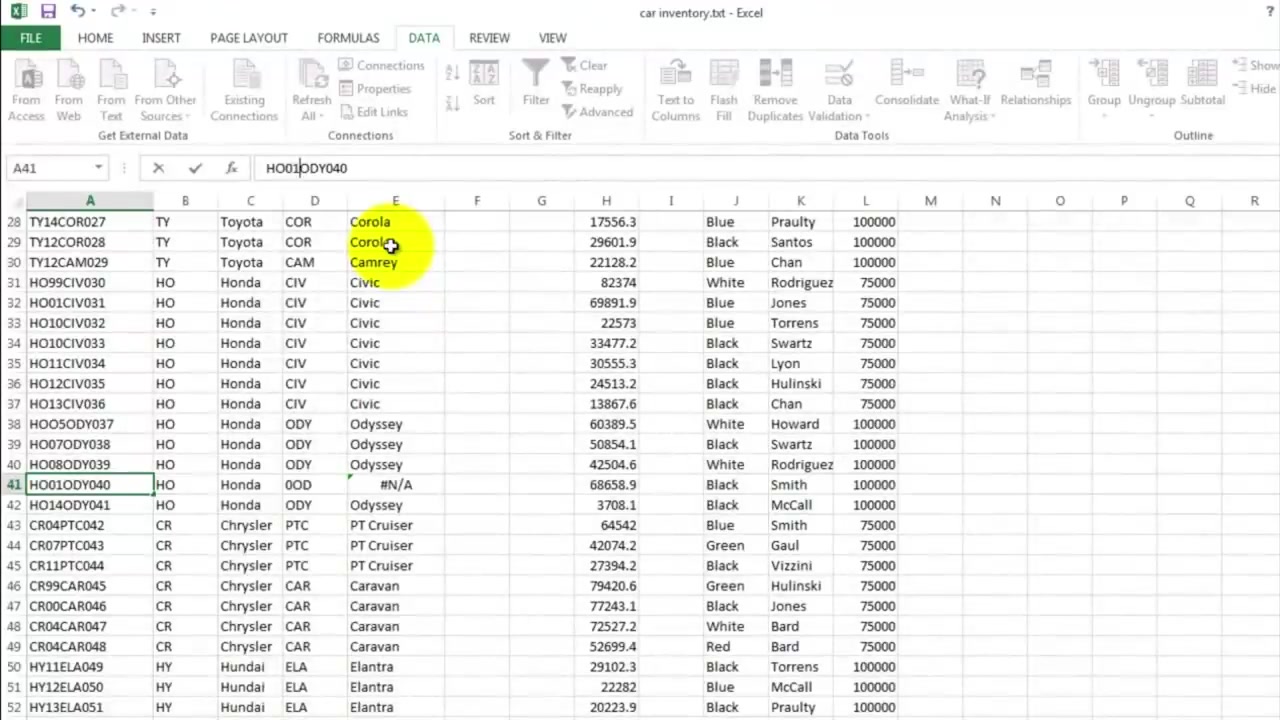 car inventory.txt - Excel
?
FILE HOME INSERT PAGE LAYOUT FORMULAS DATA REVIEW VIEW
From Access
From Web
From Text
From Other Sources
Existing Connections
Get External Data
Refresh All
Connections
Properties
Edit Links
Connections
Sort
Filter
Clear
Reapply
Advanced
Sort & Filter
Text to Columns
Flash Fill
Remove Duplicates
Data Validation
Consolidate
What-If Analysis
Relationships
Data Tools
Group
Ungroup
Subtotal
Show
Hide
Outline
A41 fx HO01ODY040
A B C D E F G H I J K L M N O P Q R
28 TY14COR027 TY Toyota COR Corola 17556.3 Blue Praulty 100000
29 TY12COR028 TY Toyota COR Corola 29601.9 Black Santos 100000
30 TY12CAM029 TY Toyota CAM Camrey 22128.2 Blue Chan 100000
31 HO99CIV030 HO Honda CIV Civic 82374 White Rodriguez 75000
32 HO01CIV031 HO Honda CIV Civic 69891.9 Blue Jones 75000
33 HO10CIV032 HO Honda CIV Civic 22573 Blue Torrens 75000
34 HO10CIV033 HO Honda CIV Civic 33477.2 Black Swartz 75000
35 HO11CIV034 HO Honda CIV Civic 30555.3 Black Lyon 75000
36 HO12CIV035 HO Honda CIV Civic 24513.2 Black Hulinski 75000
37 HO13CIV036 HO Honda CIV Civic 13867.6 Black Chan 75000
38 HOO5ODY037 HO Honda ODY Odyssey 60389.5 White Howard 100000
39 HO07ODY038 HO Honda ODY Odyssey 50854.1 Black Swartz 100000
40 HO08ODY039 HO Honda ODY Odyssey 42504.6 White Rodriguez 100000
41 HO01ODY040 HO Honda 0OD #N/A 68658.9 Black Smith 100000
42 HO14ODY041 HO Honda ODY Odyssey 3708.1 Black McCall 100000
43 CR04PTC042 CR Chrysler PTC PT Cruiser 64542 Blue Smith 75000
44 CR07PTC043 CR Chrysler PTC PT Cruiser 42074.2 Green Gaul 75000
45 CR11PTC044 CR Chrysler PTC PT Cruiser 27394.2 Black Vizzini 75000
46 CR99CAR045 CR Chrysler CAR Caravan 79420.6 Green Hulinski 75000
47 CR00CAR046 CR Chrysler CAR Caravan 77243.1 Black Jones 75000
48 CR04CAR047 CR Chrysler CAR Caravan 72527.2 White Bard 75000
49 CR04CAR048 CR Chrysler CAR Caravan 52699.4 Red Bard 75000
50 HY11ELA049 HY Hundai ELA Elantra 29102.3 Black Torrens 100000
51 HY12ELA050 HY Hundai ELA Elantra 22282 Blue McCall 100000
52 HY13ELA051 HY Hundai ELA Elantra 20223.9 Black Praulty 100000